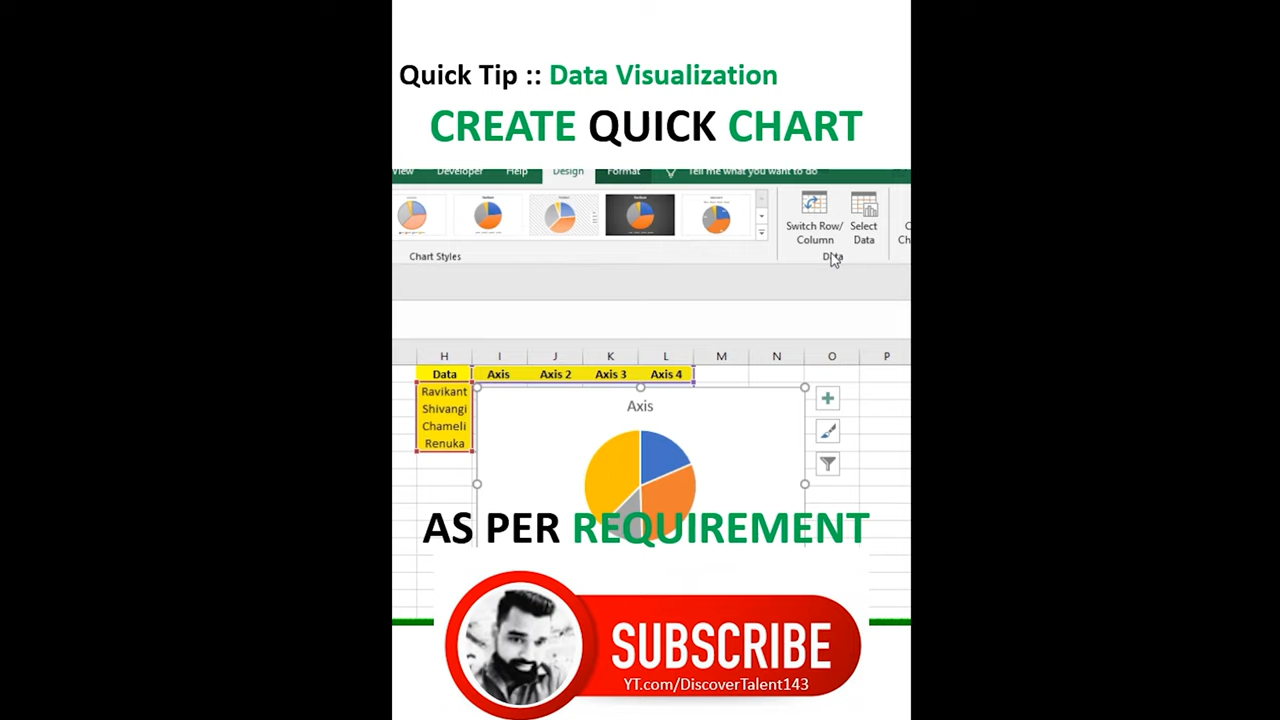 Quick Tip :: Data Visualization
CREATE QUICK CHART
View Developer Help Design Format Tell me what you want to do
Switch Row/ Column
Select Data
Chart Styles
Data
H I J K L M N O P
Data Axis Axis 2 Axis 3 Axis 4
Ravikant
Shivangi
Chameli
Renuka
Axis
AS PER REQUIREMENT
SUBSCRIBE
YT.com/DiscoverTalent143